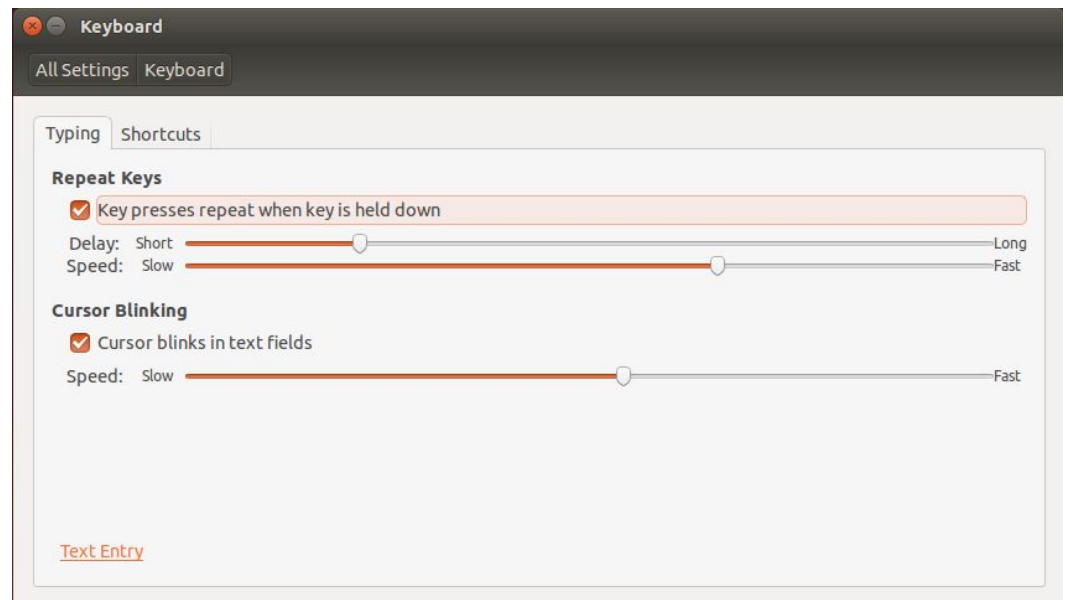 Keyboard
All Settings Keyboard
Typing Shortcuts
Repeat Keys
Key presses repeat when key is held down
Delay: Short Long
Speed: Slow Fast
Cursor Blinking
Cursor blinks in text fields
Speed: Slow Fast
Text Entry